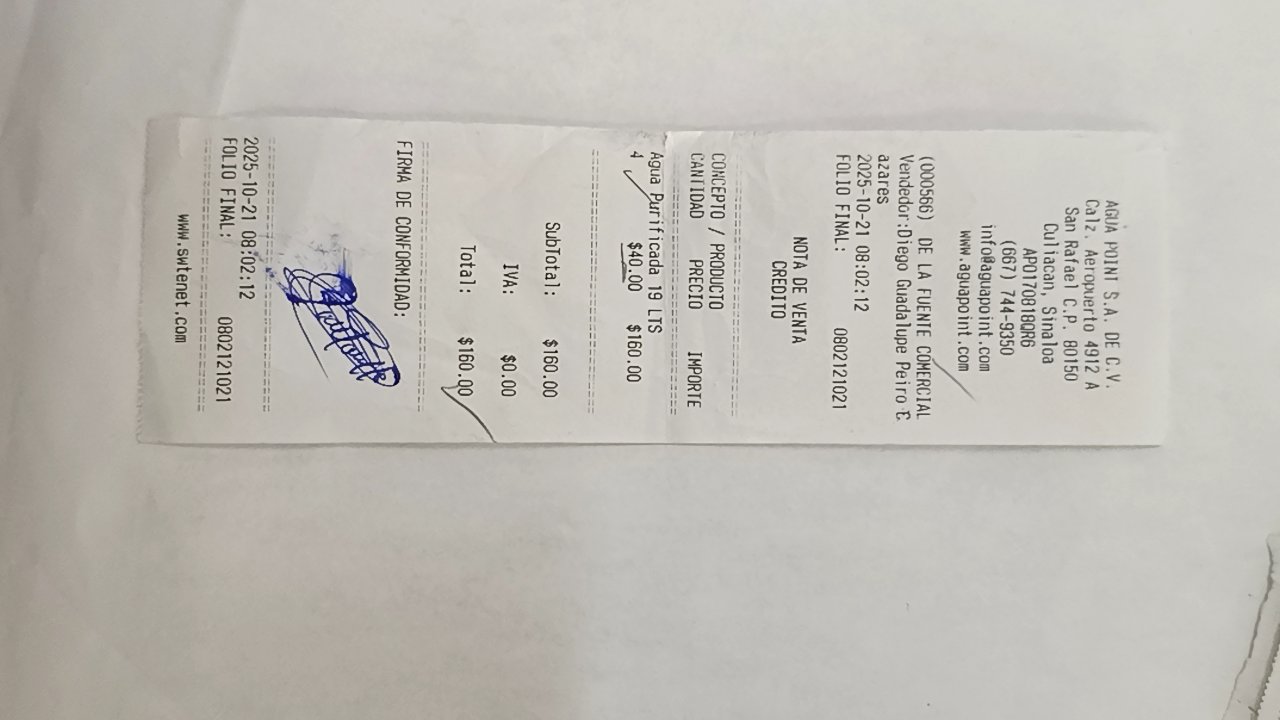 AGUA POINT S.A. DE C.V.
Calz. Aeropuerto 4912 A
San Rafael C.P. 80150
Culiacan, Sinaloa
APO170818QR6
(667) 744-9350
info@aguapoint.com
www.aguapoint.com
(000566) DE LA FUENTE COMERCIAL
Vendedor:Diego Guadalupe Peiro C
azares
2025-10-21 08:02:12
FOLIO FINAL: 0802121021
NOTA DE VENTA
CREDITO
CONCEPTO / PRODUCTO
CANTIDAD PRECIO IMPORTE
Agua Purificada 19 LTS
4 $40.00 $160.00
SubTotal: $160.00
IVA: $0.00
Total: $160.00
FIRMA DE CONFORMIDAD:
2025-10-21 08:02:12
FOLIO FINAL: 0802121021
www.swtenet.com